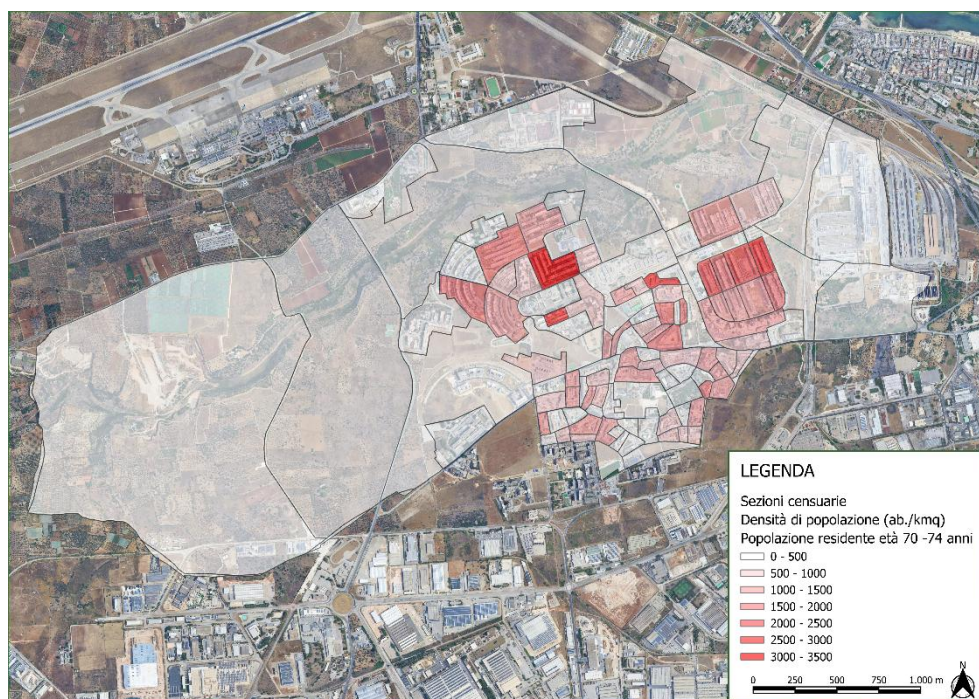 LEGENDA
Sezioni censuarie
Densità di popolazione (ab./kmq)
Popolazione residente età 70 -74 anni
0 - 500
500 - 1000
1000 - 1500
1500 - 2000
2000 - 2500
2500 - 3000
3000 - 3500
N
0 250 500 750 1.000 m